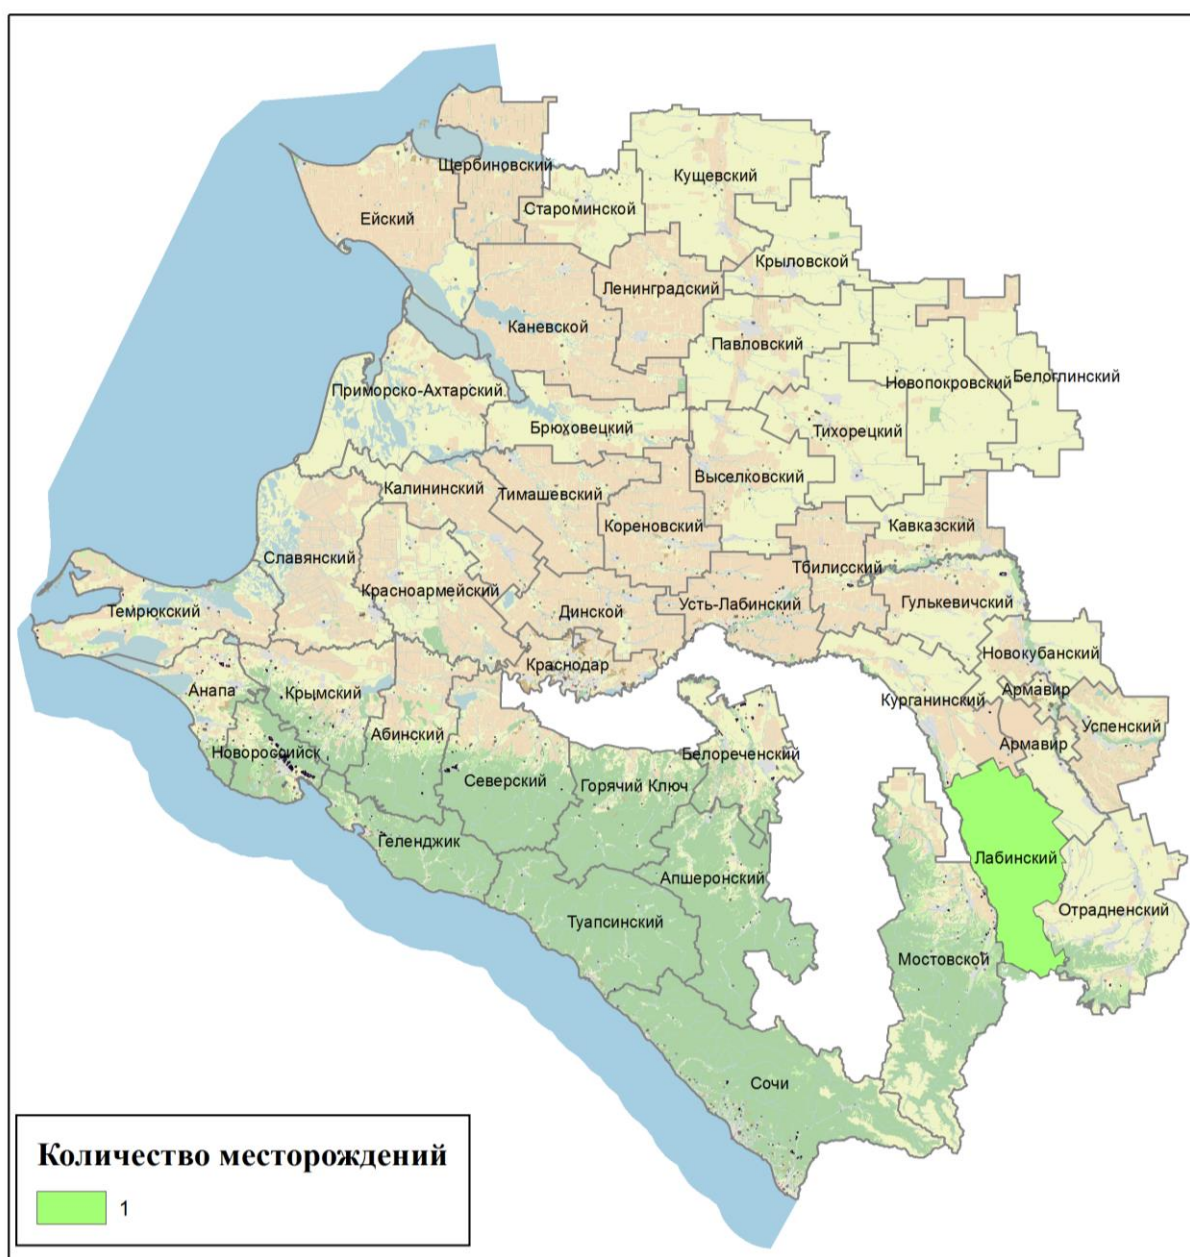 Щербиновский
Кущевский
Ейский
Староминской
Крыловской
Ленинградский
Каневской
Павловский
Приморско-Ахтарский
Новопокровский
Белоглинский
Брюховецкий
Тихорецкий
Выселковский
Калининский
Тимашевский
Кореновский
Кавказский
Славянский
Тбилисский
Красноармейский
Темрюкский
Динской
Усть-Лабинский
Гулькевичский
Новокубанский
Краснодар
Анапа
Крымский
Армавир
Курганинский
Успенский
Абинский
Армавир
Новороссийск
Белореченский
Северский
Горячий Ключ
Геленджик
Лабинский
Апшеронский
Отрадненский
Туапсинский
Мостовской
Сочи
Количество месторождений
1